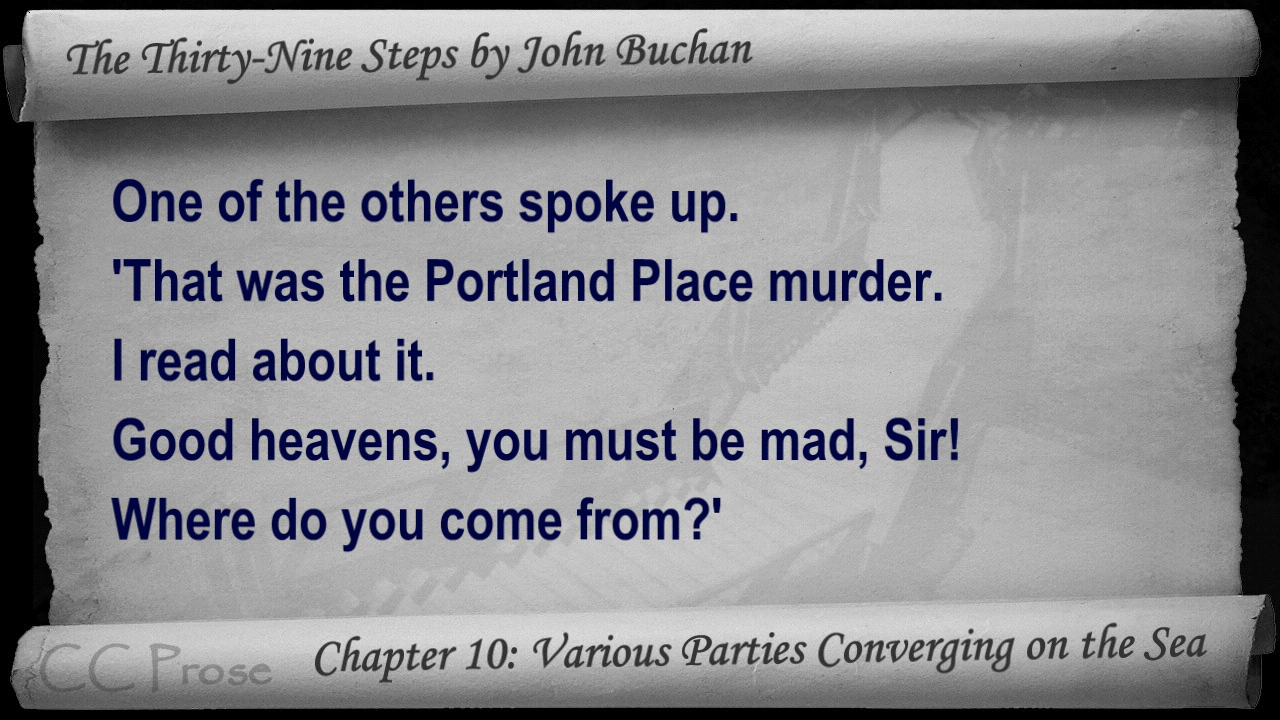 The Thirty-Nine Steps by John Buchan
One of the others spoke up.
'That was the Portland Place murder.
I read about it.
Good heavens, you must be mad, Sir!
Where do you come from?'
CC Prose
Chapter 10: Various Parties Converging on the Sea